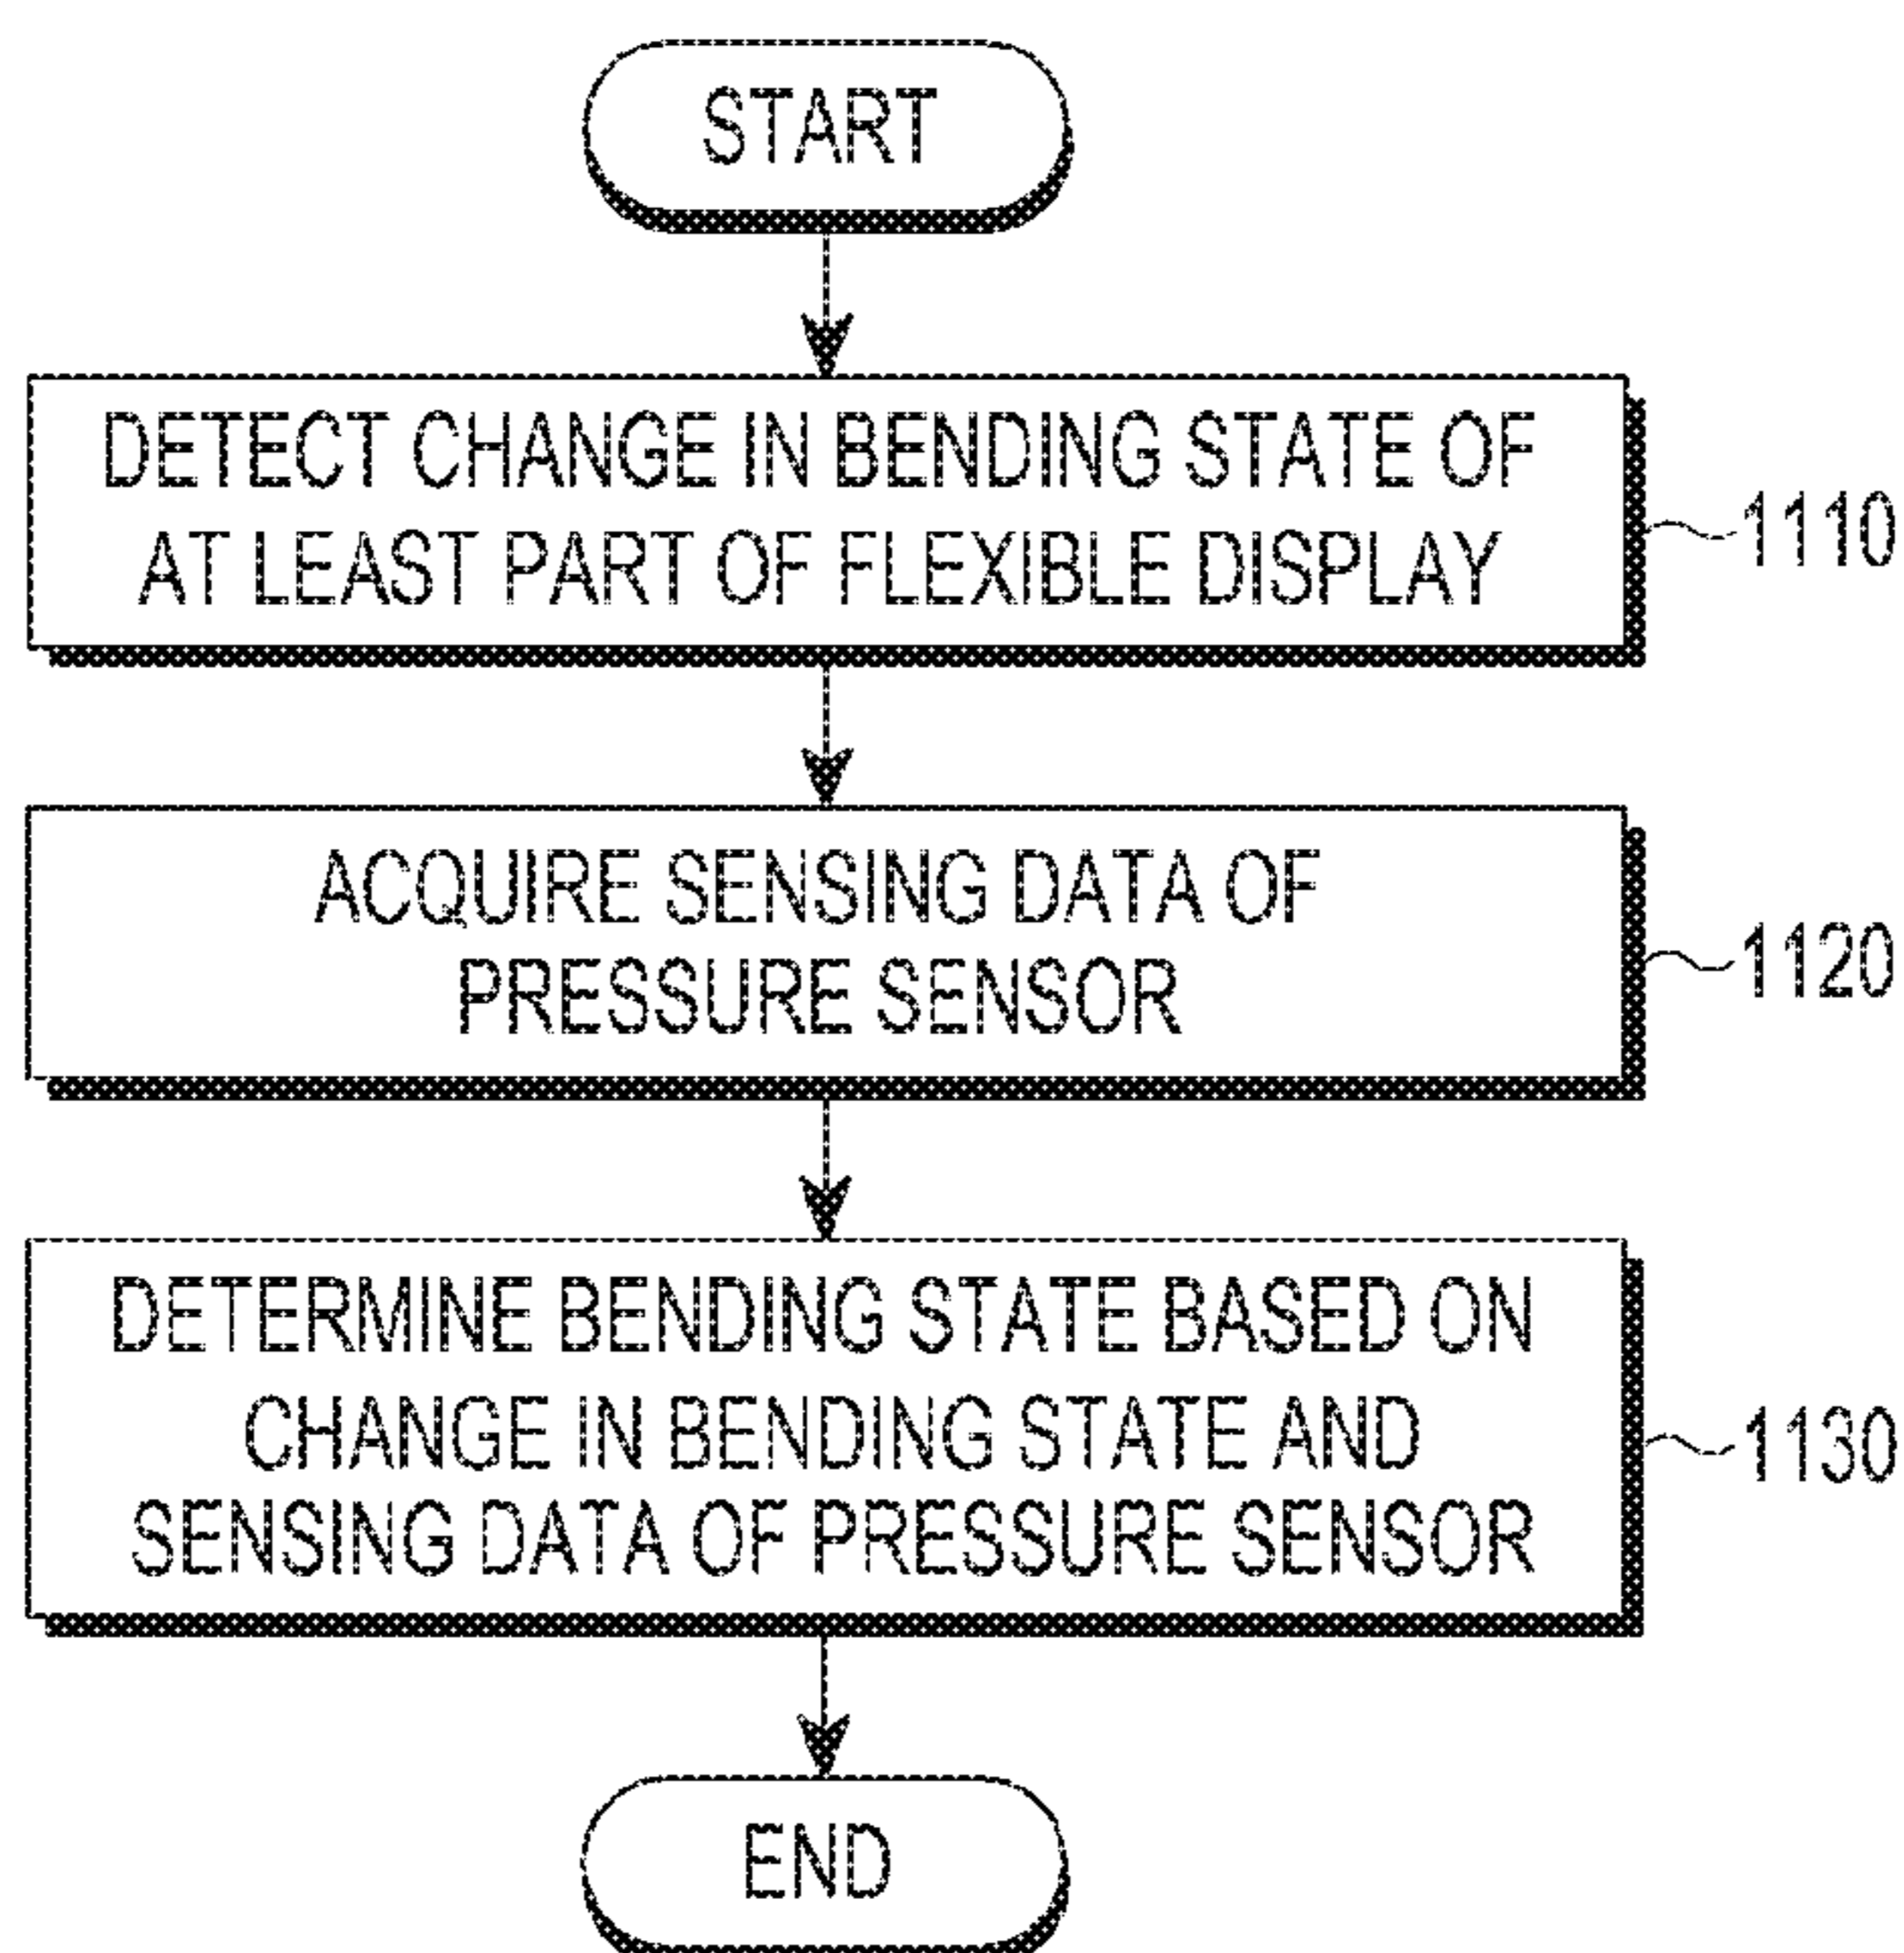 START
DETECT CHANGE IN BENDING STATE OF
AT LEAST PART OF FLEXIBLE DISPLAY
1110
ACQUIRE SENSING DATA OF
PRESSURE SENSOR
1120
DETERMINE BENDING STATE BASED ON
CHANGE IN BENDING STATE AND
SENSING DATA OF PRESSURE SENSOR
1130
END